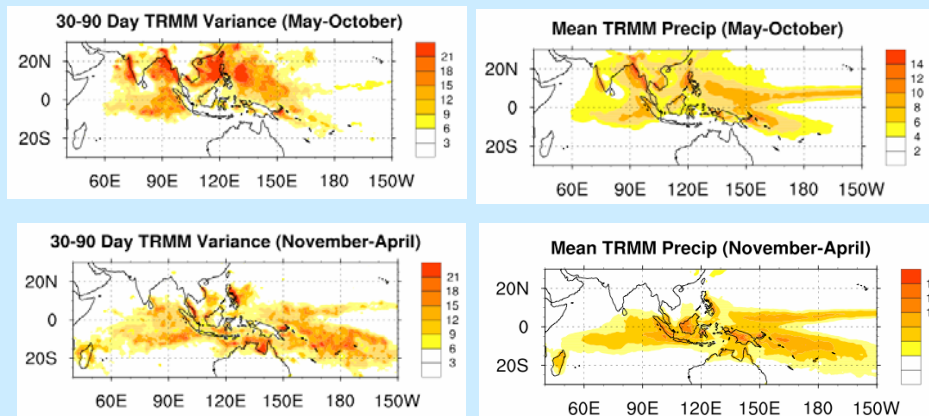 30-90 Day TRMM Variance (May-October)
20N
0
20S
60E 90E 120E 150E 180 150W
21
18
15
12
9
6
3
Mean TRMM Precip (May-October)
20N
0
20S
60E 90E 120E 150E 180 150W
14
12
10
8
6
4
2
30-90 Day TRMM Variance (November-April)
20N
0
20S
60E 90E 120E 150E 180 150W
21
18
15
12
9
6
3
Mean TRMM Precip (November-April)
20N
0
20S
60E 90E 120E 150E 180 150W